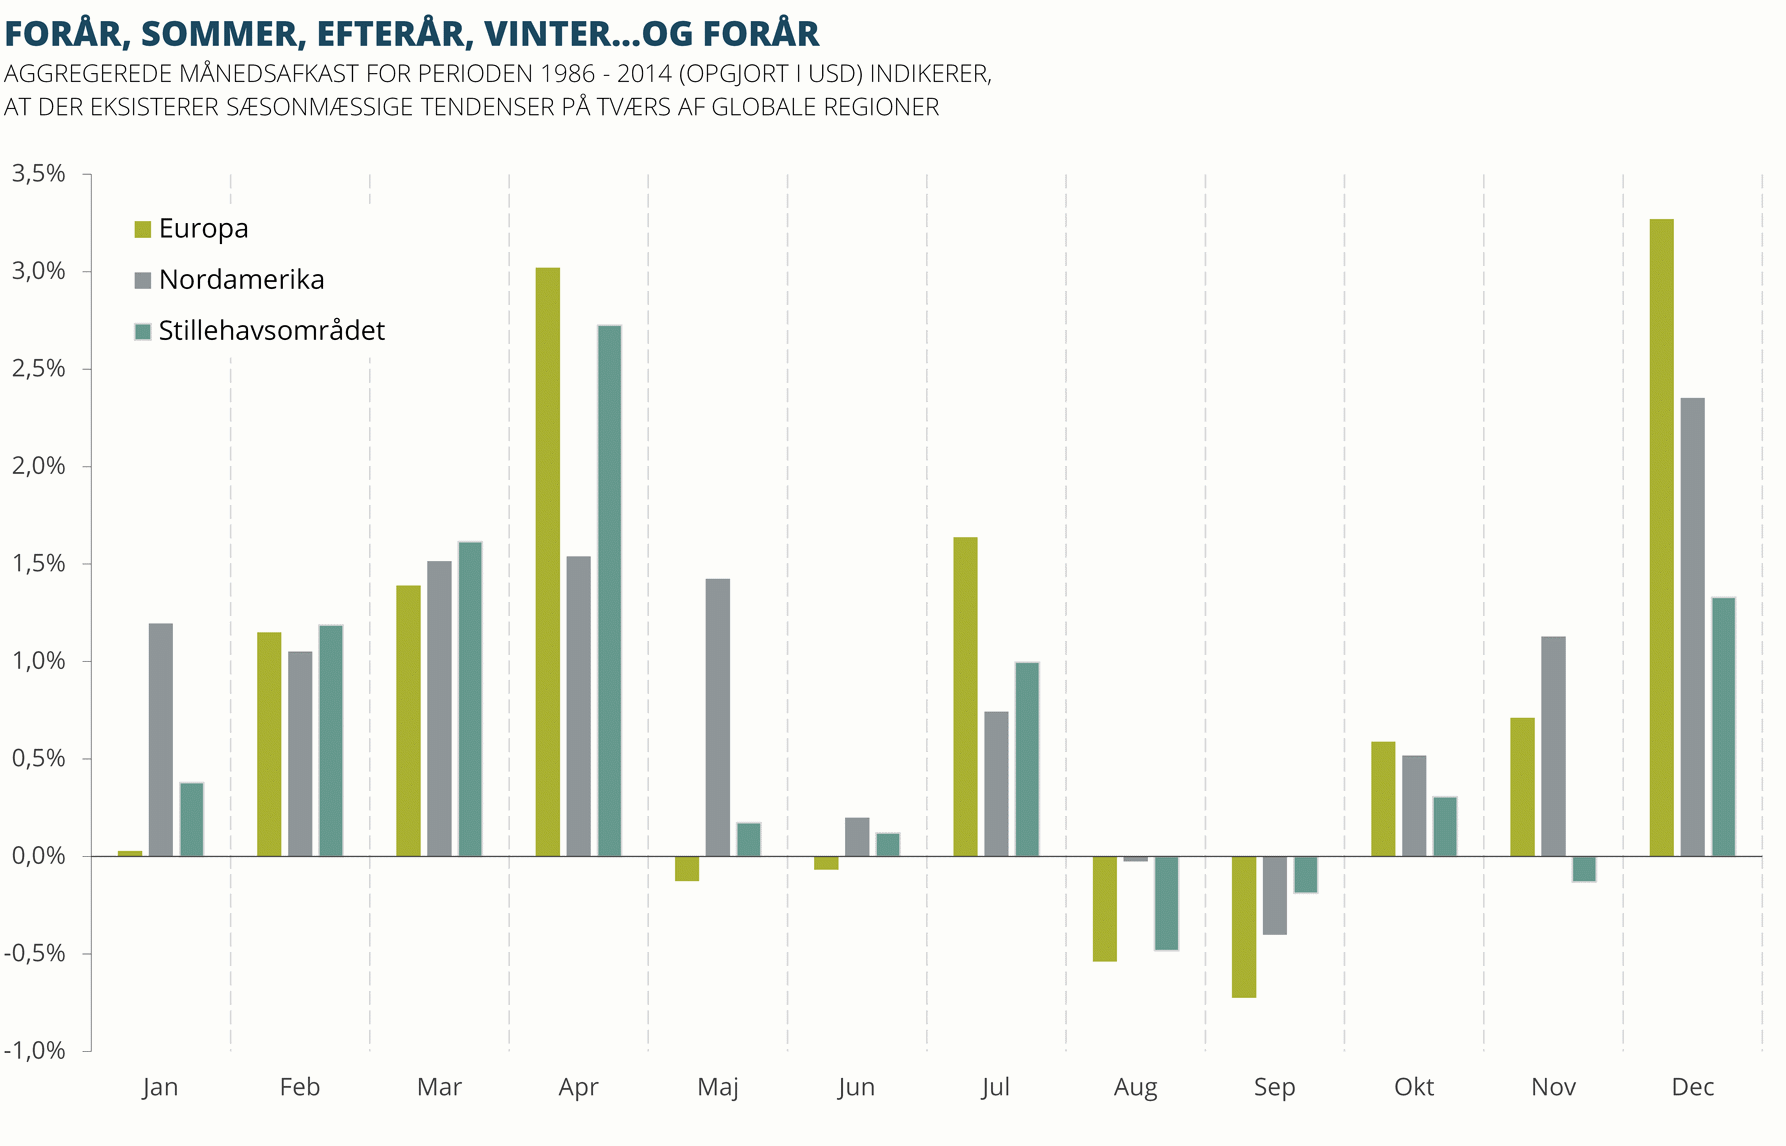 FORÅR, SOMMER, EFTERÅR, VINTER...OG FORÅR
AGGREGEREDE MÅNEDSAFKAST FOR PERIODEN 1986 - 2014 (OPGJORT I USD) INDIKERER,
AT DER EKSISTERER SÆSONMÆSSIGE TENDENSER PÅ TVÆRS AF GLOBALE REGIONER
3,5%
3,0%
2,5%
2,0%
1,5%
1,0%
0,5%
0,0%
-0,5%
-1,0%
Europa
Nordamerika
Stillehavsområdet
Jan Feb Mar Apr Maj Jun Jul Aug Sep Okt Nov Dec